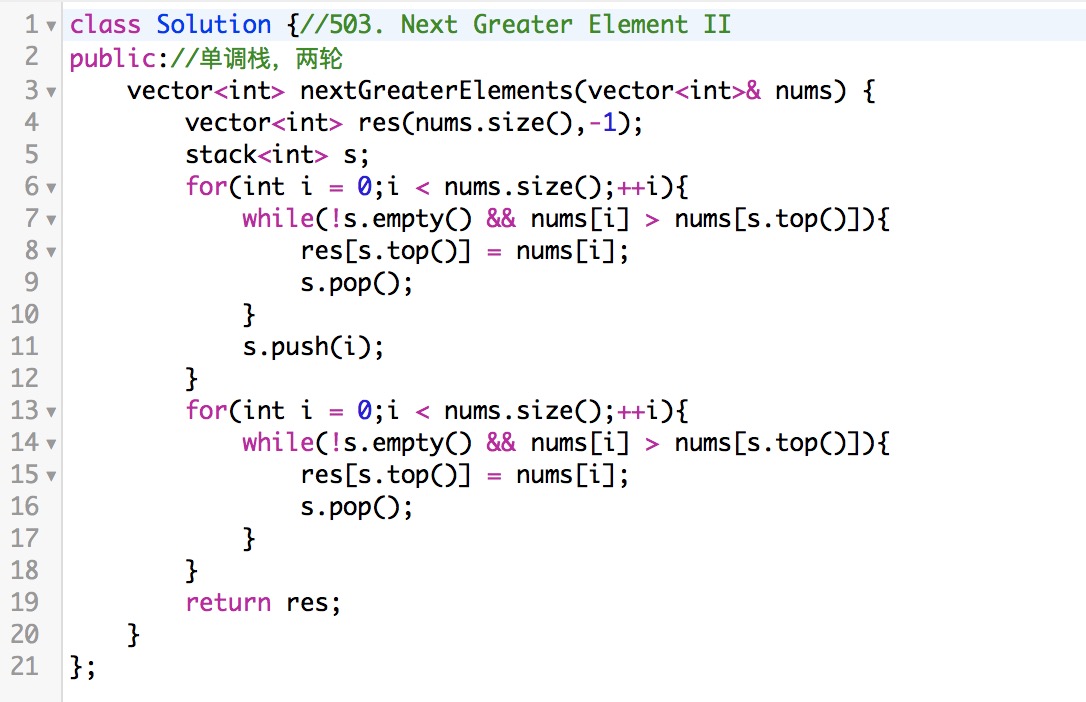 1 class Solution {//503. Next Greater Element II
2 public://单调栈，两轮
3     vector<int> nextGreaterElements(vector<int>& nums) {
4         vector<int> res(nums.size(),-1);
5         stack<int> s;
6         for(int i = 0;i < nums.size();++i){
7             while(!s.empty() && nums[i] > nums[s.top()]){
8                 res[s.top()] = nums[i];
9                 s.pop();
10             }
11             s.push(i);
12         }
13         for(int i = 0;i < nums.size();++i){
14             while(!s.empty() && nums[i] > nums[s.top()]){
15                 res[s.top()] = nums[i];
16                 s.pop();
17             }
18         }
19         return res;
20     }
21 };